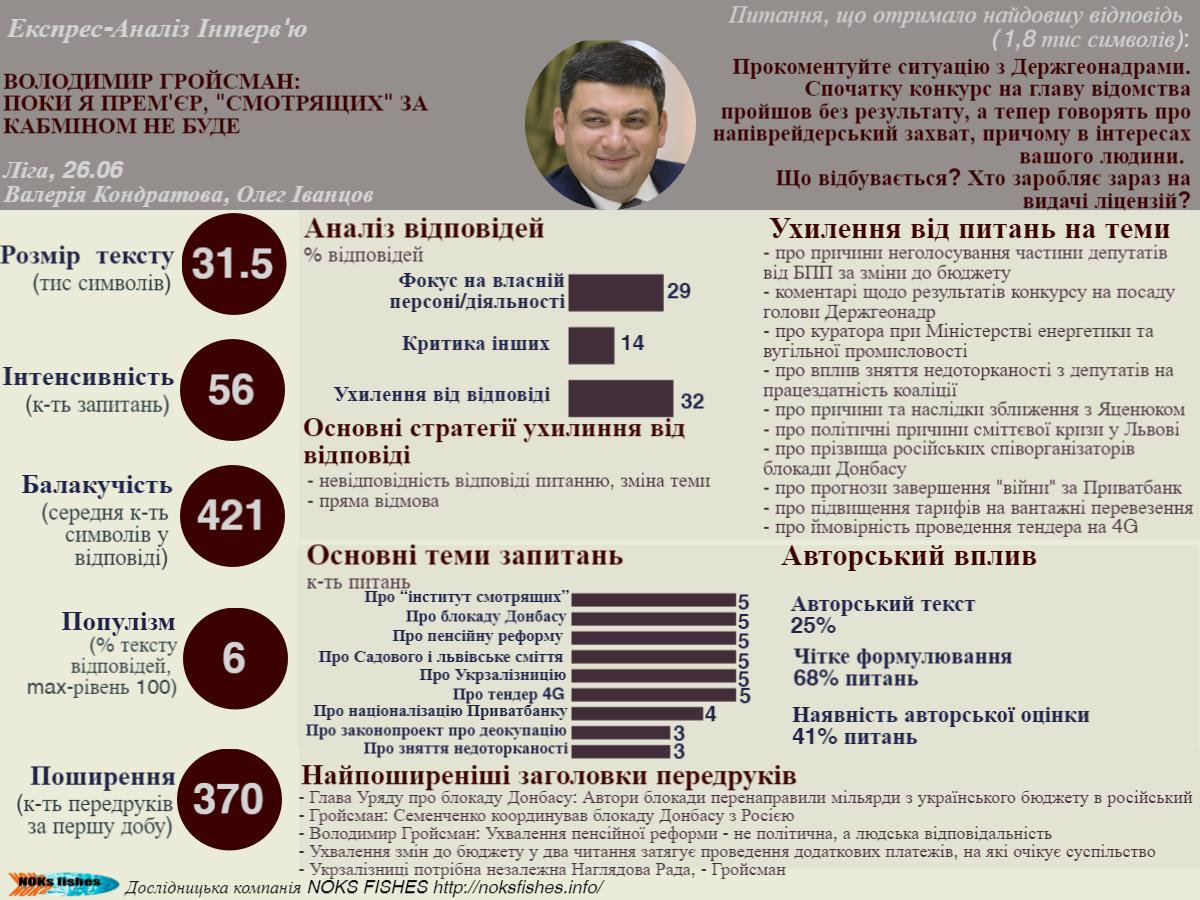 Експрес-Аналіз Інтерв'ю
ВОЛОДИМИР ГРОЙСМАН:
ПОКИ Я ПРЕМ'ЄР, "СМОТРЯЩИХ" ЗА
КАБМІНОМ НЕ БУДЕ
Ліга, 26.06
Валерія Кондратова, Олег Іванцов
Питання, що отримало найдовшу відповідь
(1,8 тис символів):
Прокоментуйте ситуацію з Держгеонадрами.
Спочатку конкурс на главу відомства
пройшов без результату, а тепер говорять про
напіврейдерський захват, причому в інтересах
вашого людини.
Що відбувається? Хто заробляє зараз на
видачі ліцензій?
Розмір тексту
(тис символів)
31.5
Інтенсивність
(к-ть запитань)
56
Балакучість
(середня к-ть
символів у
відповіді)
421
Популізм
(% тексту
відповідей,
max-рівень 100)
6
Поширення
(к-ть передруків
за першу добу)
370
Аналіз відповідей
% відповідей
Фокус на власній
персоні/діяльності
29
Критика інших
14
Ухилення від відповіді
32
Основні стратегії ухилиння від
відповіді
- невідповідність відповіді питанню, зміна теми
- пряма відмова
Ухилення від питань на теми
- про причини неголосування частини депутатів
від БПП за зміни до бюджету
- коментарі щодо результатів конкурсу на посаду
голови Держгеонадр
- про куратора при Міністерстві енергетики та
вугільної промисловості
- про вплив зняття недоторканості з депутатів на
працездатність коаліції
- про причини та наслідки зближення з Яценюком
- про політичні причини сміттєвої кризи у Львові
- про прізвища російських співорганізаторів
блокади Донбасу
- про прогнози завершення "війни" за Приватбанк
- про підвищення тарифів на вантажні перевезення
- про ймовірність проведення тендера на 4G
Основні теми запитань
к-ть питань
Про “інститут смотрящих” 5
Про блокаду Донбасу 5
Про пенсійну реформу 5
Про Садового і львівське сміття 5
Про Укрзалізницю 5
Про тендер 4G 5
Про націоналізацію Приватбанку 4
Про законопроект про деокупацію 3
Про зняття недоторканості 3
Авторський вплив
Авторський текст
25%
Чітке формулювання
68% питань
Наявність авторської оцінки
41% питань
Найпоширеніші заголовки передруків
- Глава Уряду про блокаду Донбасу: Автори блокади перенаправили мільярди з українського бюджету в російський
- Гройсман: Семенченко координував блокаду Донбасу з Росією
- Володимир Гройсман: Ухвалення пенсійної реформи - не політична, а людська відповідальність
- Ухвалення змін до бюджету у два читання затягує проведення додаткових платежів, на які очікує суспільство
- Укрзалізниці потрібна незалежна Наглядова Рада, - Гройсман
NOKs fishes
Дослідницька компанія NOKS FISHES http://noksfishes.info/